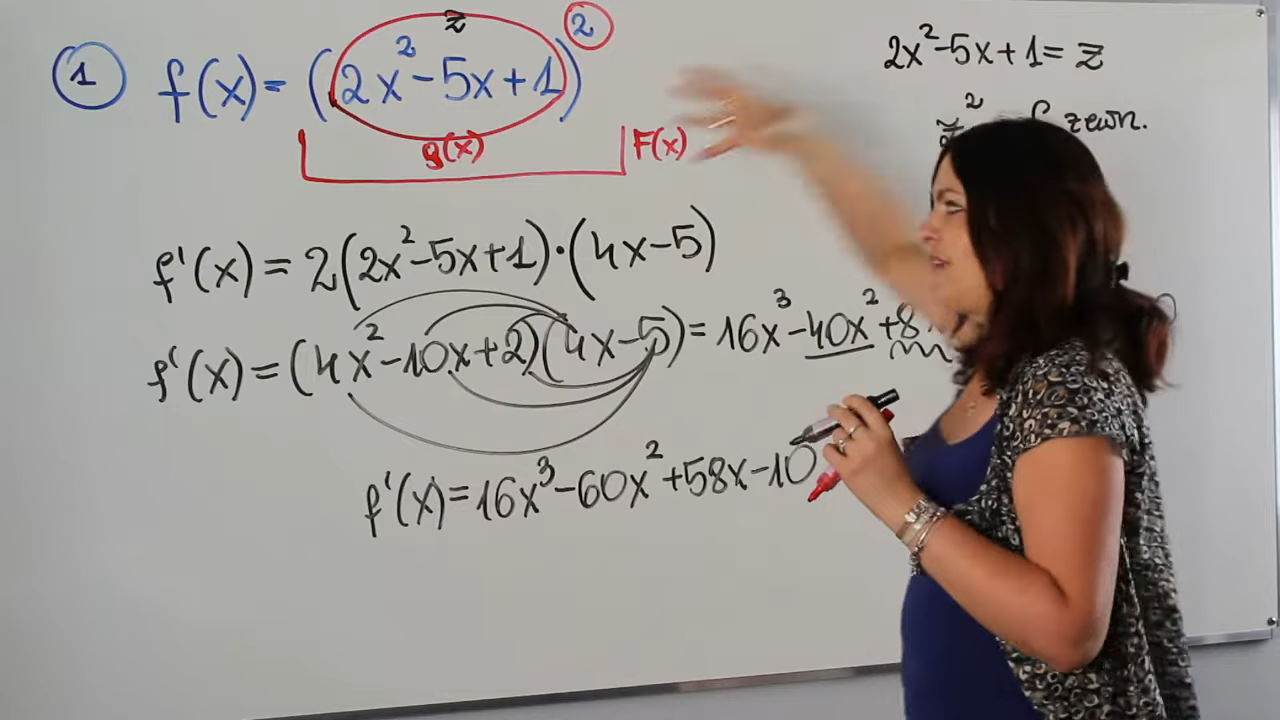 1 f(x) = (2x² - 5x + 1)²
z
g(x)
F(x)
2x² - 5x + 1 = z
z² f zewn.
f'(x) = 2(2x² - 5x + 1)·(4x - 5)
f'(x) = (4x² - 10x + 2)(4x - 5) = 16x³ - 40x² + 8
f'(x) = 16x³ - 60x² + 58x - 10